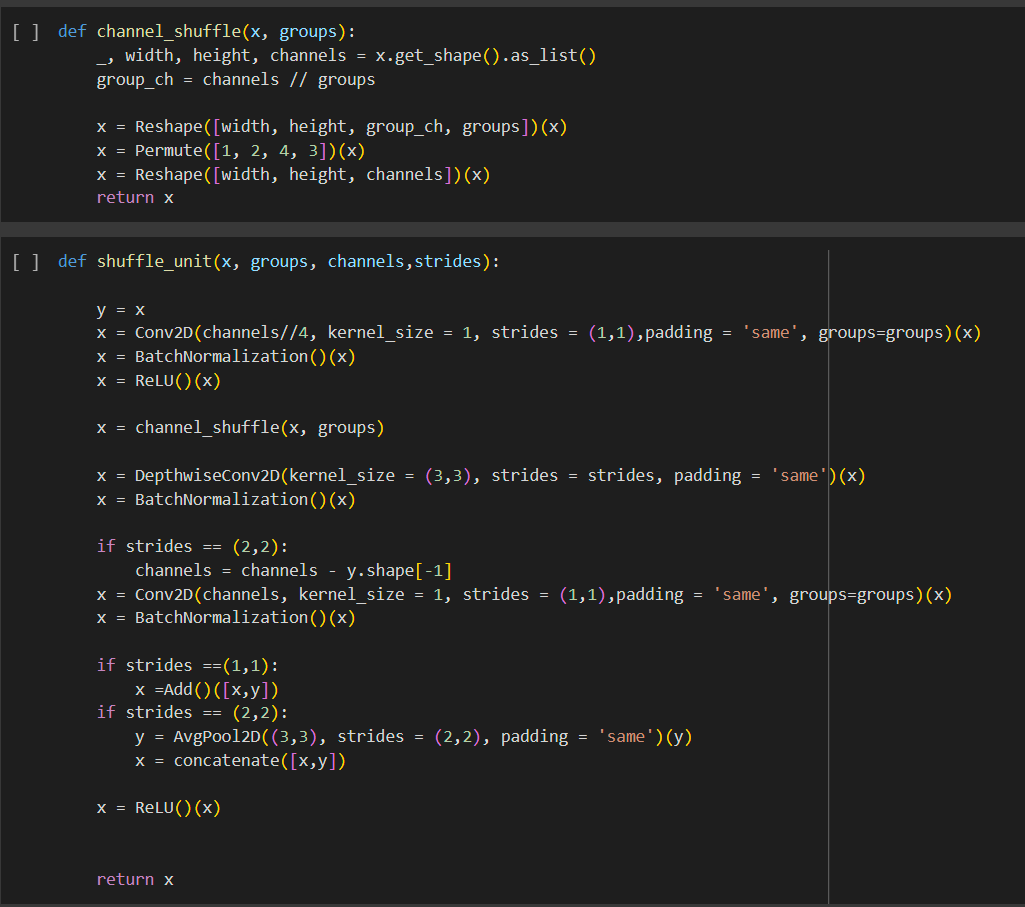 [ ] def channel_shuffle(x, groups):
    _, width, height, channels = x.get_shape().as_list()
    group_ch = channels // groups

    x = Reshape([width, height, group_ch, groups])(x)
    x = Permute([1, 2, 4, 3])(x)
    x = Reshape([width, height, channels])(x)
    return x

[ ] def shuffle_unit(x, groups, channels,strides):

    y = x
    x = Conv2D(channels//4, kernel_size = 1, strides = (1,1),padding = 'same', groups=groups)(x)
    x = BatchNormalization()(x)
    x = ReLU()(x)

    x = channel_shuffle(x, groups)

    x = DepthwiseConv2D(kernel_size = (3,3), strides = strides, padding = 'same')(x)
    x = BatchNormalization()(x)

    if strides == (2,2):
        channels = channels - y.shape[-1]
    x = Conv2D(channels, kernel_size = 1, strides = (1,1),padding = 'same', groups=groups)(x)
    x = BatchNormalization()(x)

    if strides ==(1,1):
        x =Add()([x,y])
    if strides == (2,2):
        y = AvgPool2D((3,3), strides = (2,2), padding = 'same')(y)
        x = concatenate([x,y])

    x = ReLU()(x)


    return x